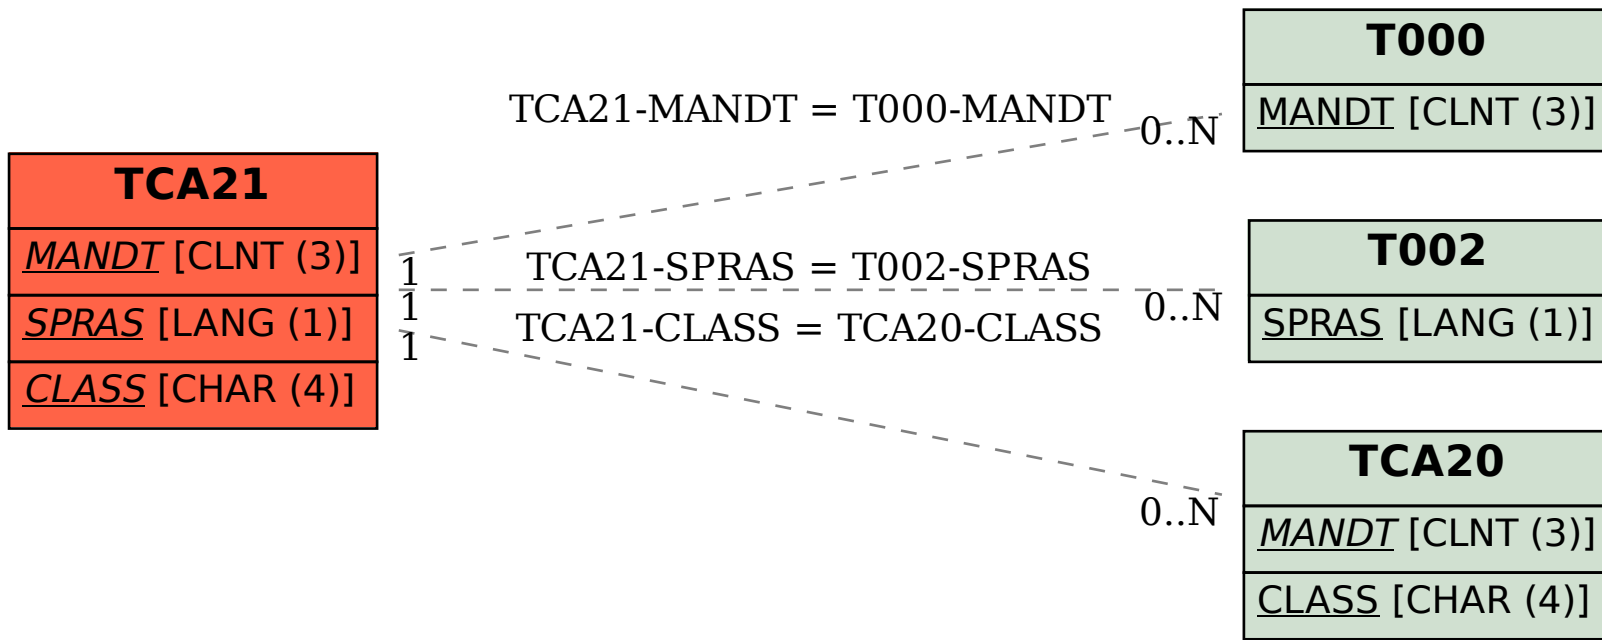 TCA21
MANDT [CLNT (3)]
SPRAS [LANG (1)]
CLASS [CHAR (4)]
TCA21-MANDT = T000-MANDT
1
0..N
TCA21-SPRAS = T002-SPRAS
1
0..N
TCA21-CLASS = TCA20-CLASS
1
0..N
T000
MANDT [CLNT (3)]
T002
SPRAS [LANG (1)]
TCA20
MANDT [CLNT (3)]
CLASS [CHAR (4)]